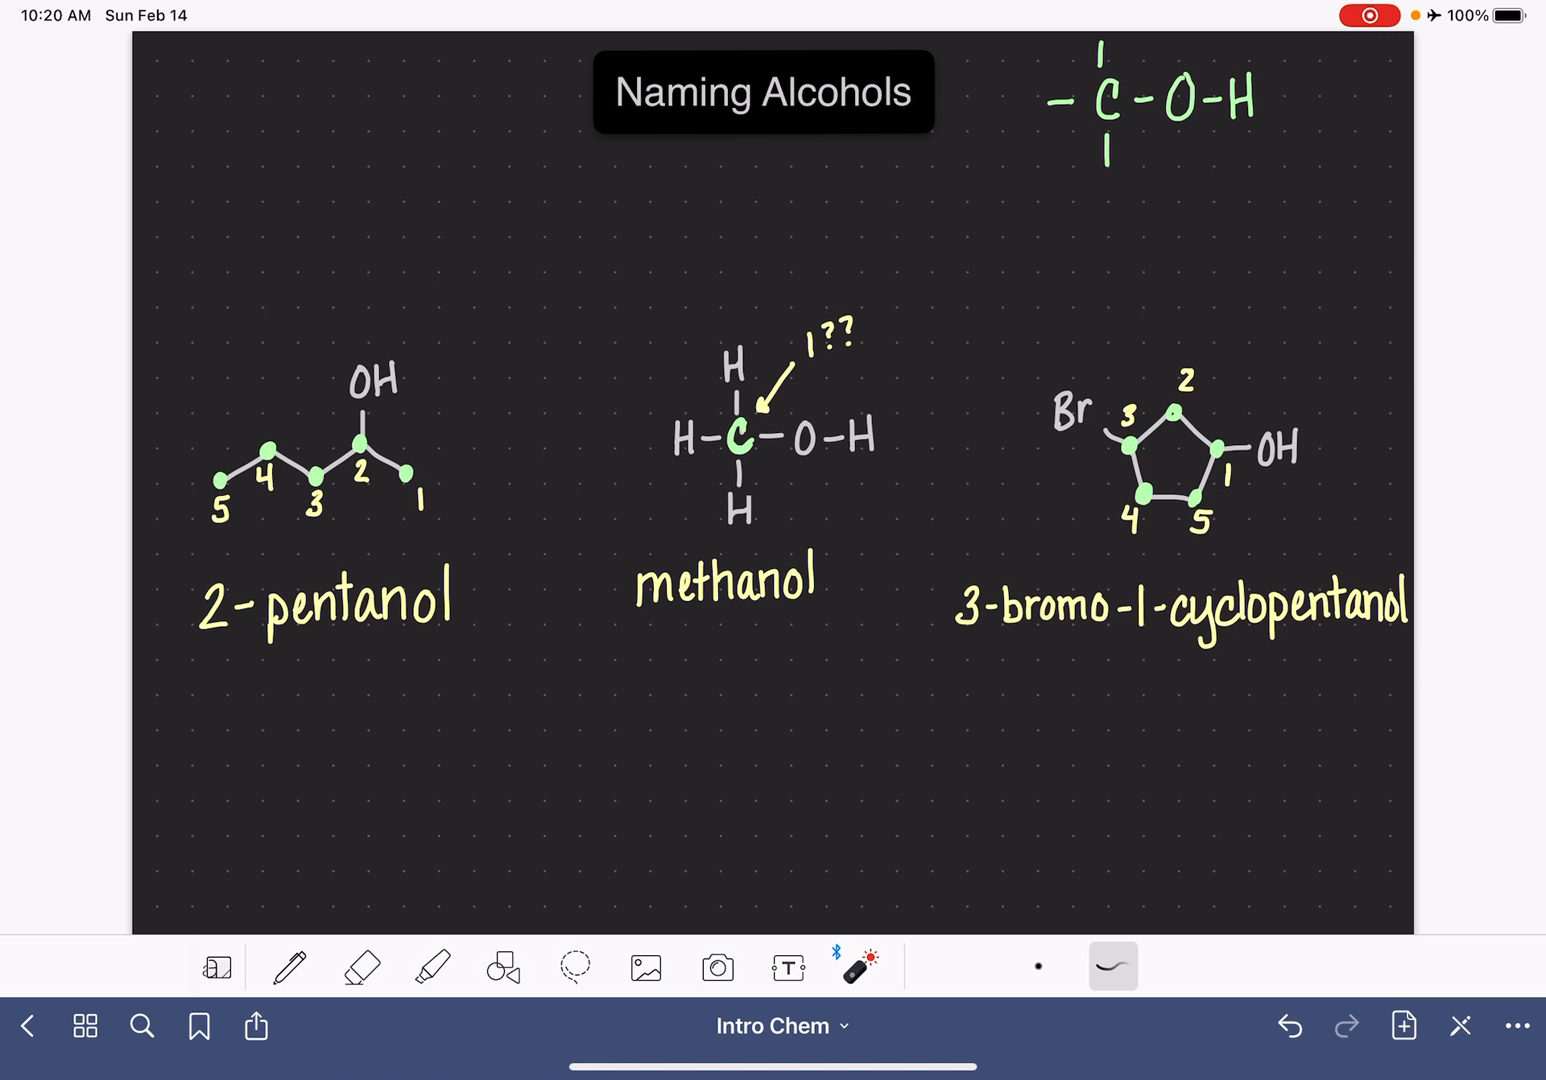 10:20 AM Sun Feb 14
100%
Naming Alcohols
- C - O - H
OH
5 4 3 2 1
2-pentanol
1??
H
H - C - O - H
H
methanol
2
Br 3
OH
1
4 5
3-bromo-1-cyclopentanol
a
T
Intro Chem